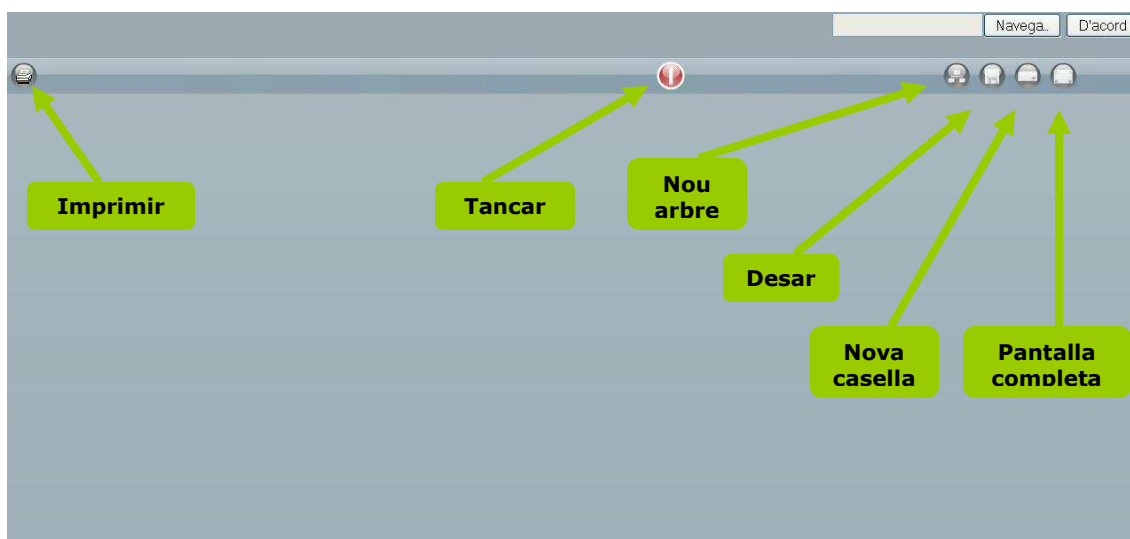 Navega...
D'acord
Imprimir
Tancar
Nou
arbre
Desar
Nova
casella
Pantalla
completa